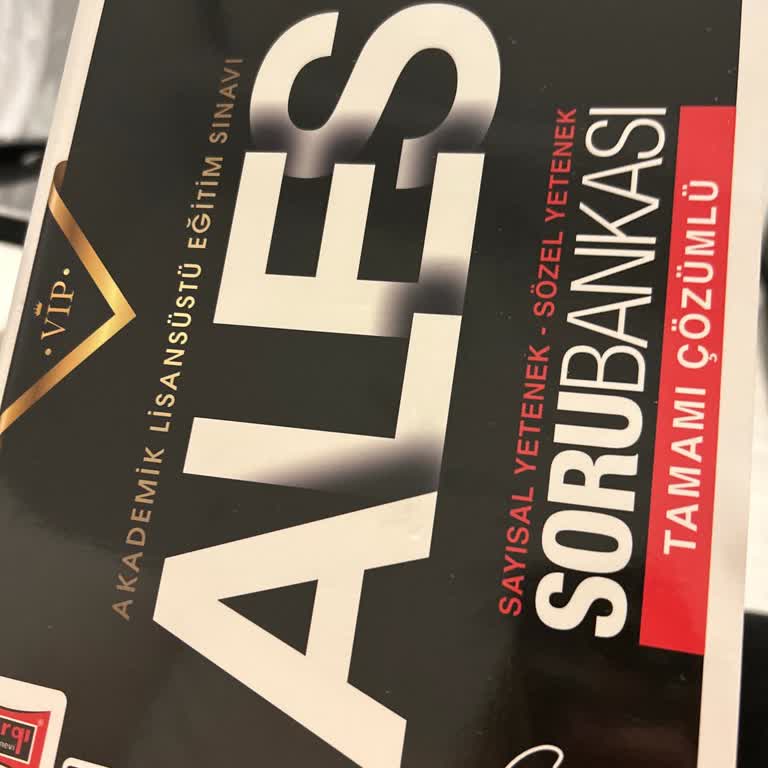 • VIP •
AKADEMİK LİSANSÜSTÜ EĞİTİM SINAVI
ALES
SAYISAL YETENEK - SÖZEL YETENEK
SORUBANKASI
TAMAMI ÇÖZÜMLÜ